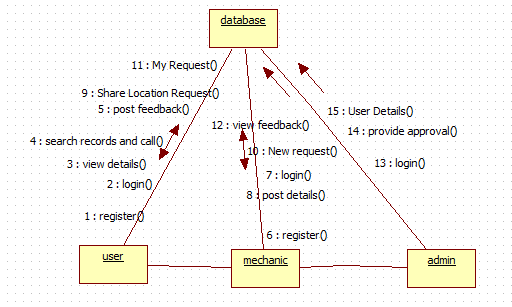 database
11 : My Request()
9 : Share Location Request()
5 : post feedback()
15 : User Details()
12 : view feedback()
14 : provide approval()
4 : search records and call()
10 : New request()
3 : view details()
13 : login()
7 : login()
2 : login()
8 : post details()
1 : register()
6 : register()
user
mechanic
admin